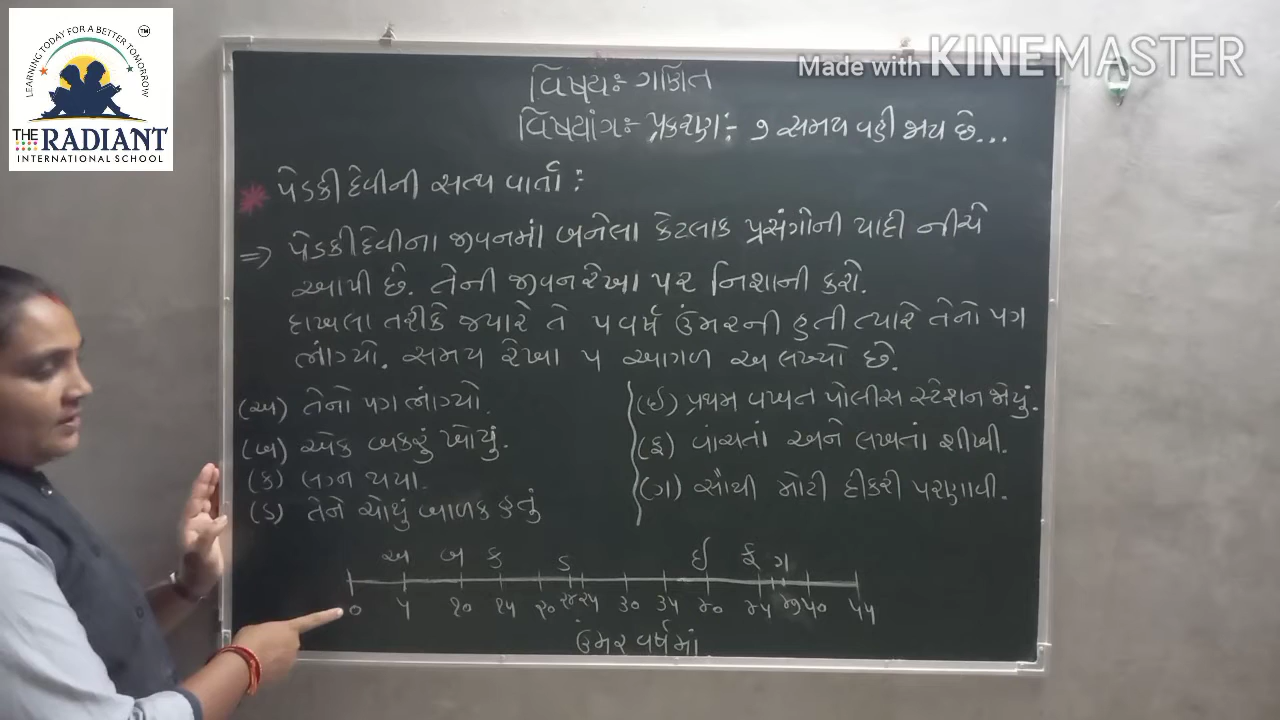 LEARNING TODAY FOR A BETTER TOMORROW
TM
THE RADIANT
INTERNATIONAL SCHOOL
Made with KINEMASTER
વિષય:- ગણિત
વિષયાંગ:- પ્રકરણ:- ૭ સમય વહી જાય છે...
* પેડકીદેવીની સત્ય વાર્તા :
⇒ પેડકીદેવીના જીવનમાં બનેલા કેટલાક પ્રસંગોની યાદી નીચે
આપી છે. તેની જીવનરેખા પર નિશાની કરો.
દાખલા તરીકે જ્યારે તે ૫ વર્ષ ઉંમરની હતી ત્યારે તેનો પગ
ભાંગ્યો. સમય રેખા ૫ આગળ અ લખ્યો છે.
(અ) તેનો પગ ભાંગ્યો.
(બ) એક બકરું ખોયું.
(ક) લગ્ન થયા.
(ડ) તેને ચોથું બાળક હતું
(ઈ) પ્રથમ વખત પોલીસ સ્ટેશન જોયું.
(ફ) વાંચતાં અને લખતાં શીખી.
(ગ) સૌથી મોટી દીકરી પરણાવી.
અ બ ક ડ ઈ ફ ગ
૦ ૫ ૧૦ ૧૫ ૨૦ ૨૪ ૨૫ ૩૦ ૩૫ ૪૦ ૪૫ ૪૭ ૫૦ ૫૫
ઉંમર વર્ષમાં